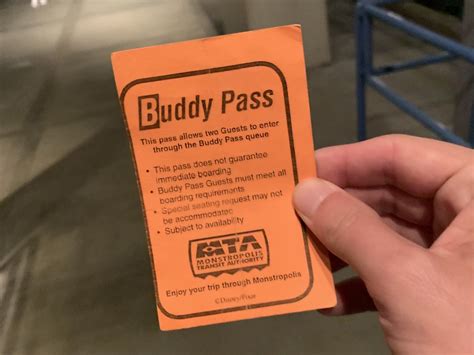 Buddy Pass
This pass allows two Guests to enter
through the Buddy Pass queue
• This pass does not guarantee
immediate boarding
• Buddy Pass Guests must meet all
boarding requirements
• Special seating request may not
be accommodated
• Subject to availability
MTA
MONSTROPOLIS
TRANSIT AUTHORITY
Enjoy your trip through Monstropolis
©Disney/Pixar